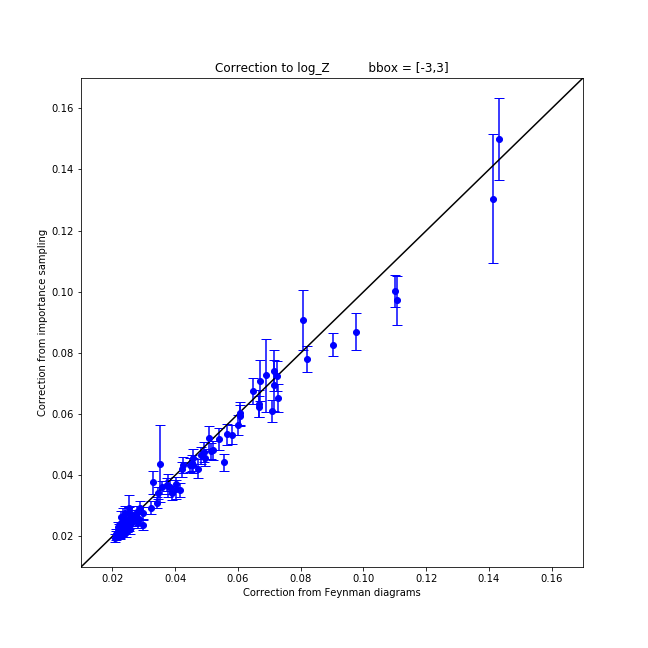 Correction to log_Z bbox = [-3,3]
0.16
0.14
0.12
0.10
0.08
0.06
0.04
0.02
Correction from importance sampling
0.02 0.04 0.06 0.08 0.10 0.12 0.14 0.16
Correction from Feynman diagrams